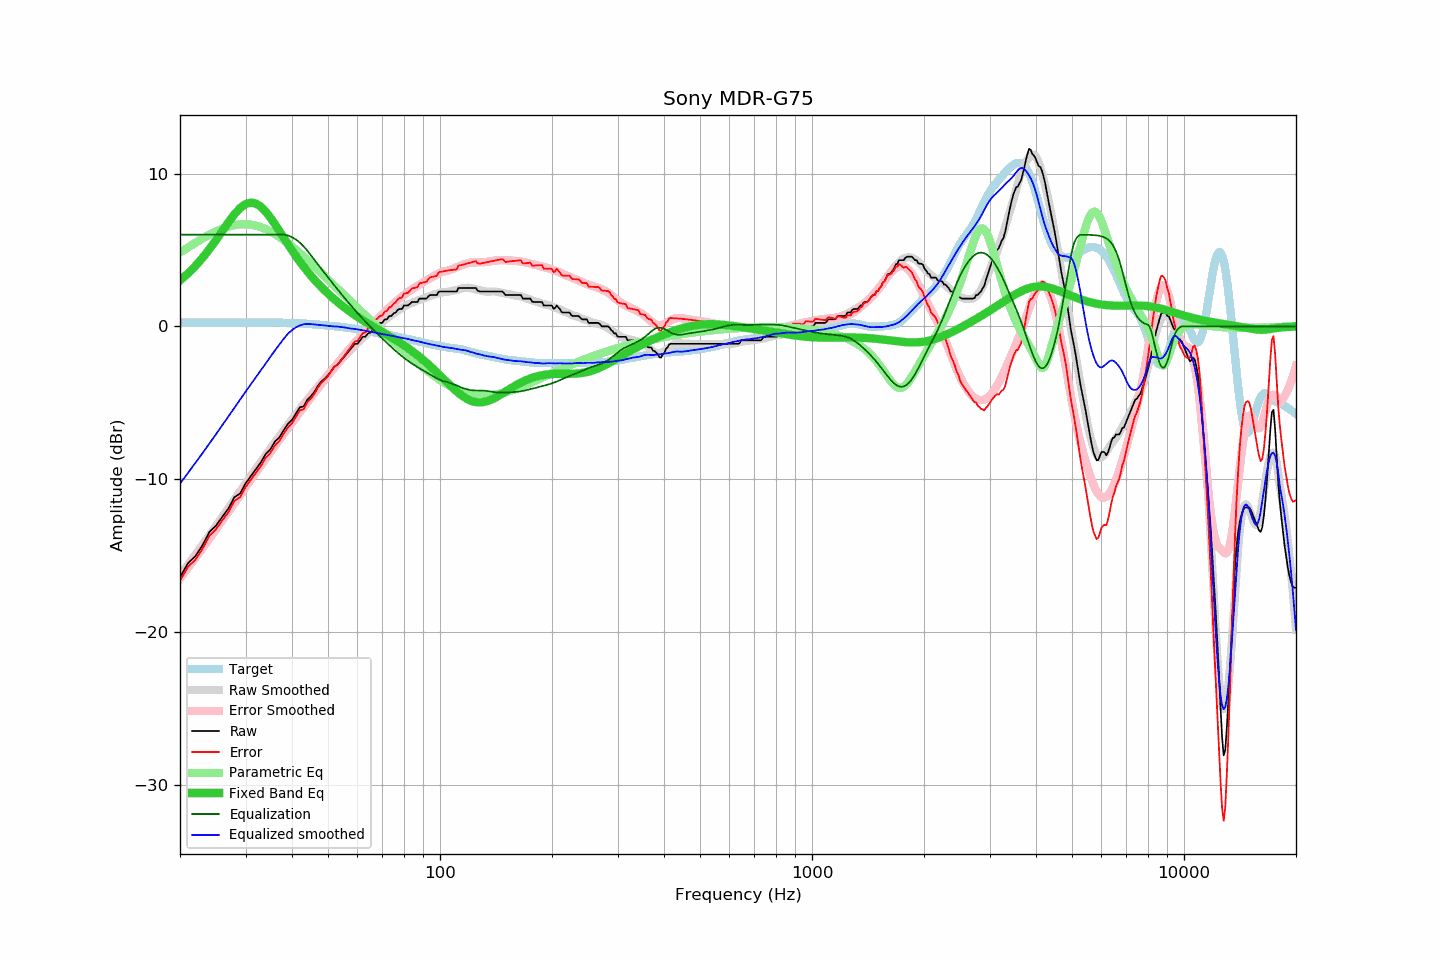 Sony MDR-G75
Amplitude (dBr)
10
0
−10
−20
−30
Target
Raw Smoothed
Error Smoothed
Raw
Error
Parametric Eq
Fixed Band Eq
Equalization
Equalized smoothed
100
1000
10000
Frequency (Hz)